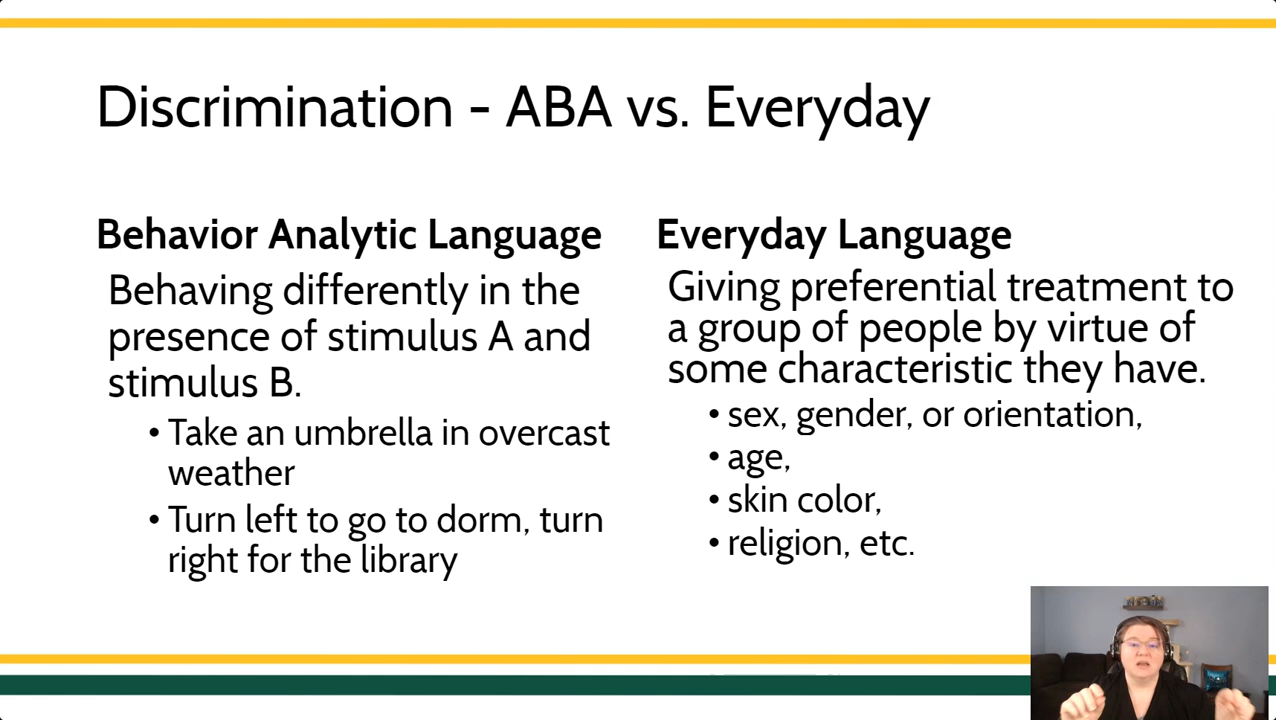 Discrimination - ABA vs. Everyday
Behavior Analytic Language
Behaving differently in the
presence of stimulus A and
stimulus B.
• Take an umbrella in overcast
weather
• Turn left to go to dorm, turn
right for the library
Everyday Language
Giving preferential treatment to
a group of people by virtue of
some characteristic they have.
• sex, gender, or orientation,
• age,
• skin color,
• religion, etc.